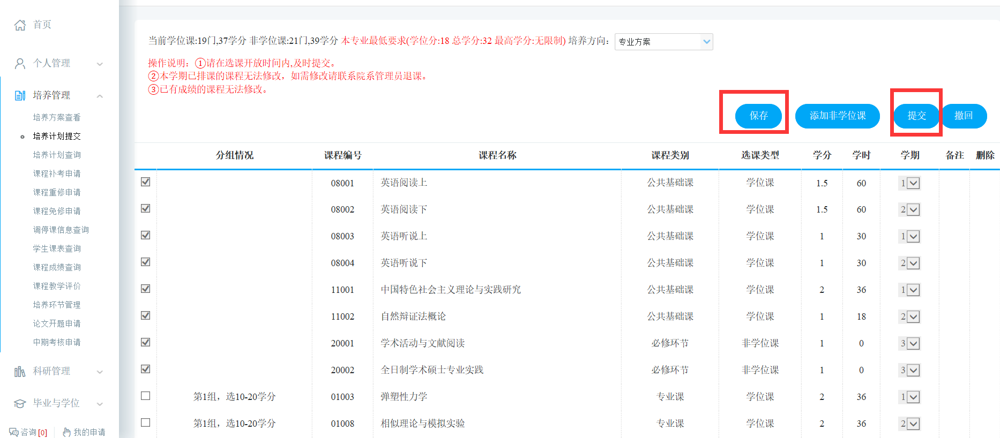 首页
个人管理
培养管理
培养方案查看
培养计划提交
培养计划查询
课程补考申请
课程重修申请
课程免修申请
调停课信息查询
学生课表查询
课程成绩查询
课程教学评价
培养环节管理
论文开题申请
中期考核申请
科研管理
毕业与学位
咨询[0] 我的申请
当前学位课:19门,37学分 非学位课:21门,39学分 本专业最低要求(学位分:18 总学分:32 最高学分:无限制) 培养方向： 专业方案
操作说明：①请在选课开放时间内,及时提交。
②本学期已排课的课程无法修改，如需修改请联系院系管理员退课。
③已有成绩的课程无法修改。
保存 添加非学位课 提交 撤回
分组情况 课程编号 课程名称 课程类别 选课类型 学分 学时 学期 备注 删除
08001 英语阅读上 公共基础课 学位课 1.5 60 1
08002 英语阅读下 公共基础课 学位课 1.5 60 2
08003 英语听说上 公共基础课 学位课 1 30 1
08004 英语听说下 公共基础课 学位课 1 30 2
11001 中国特色社会主义理论与实践研究 公共基础课 学位课 2 36 1
11002 自然辩证法概论 公共基础课 学位课 1 18 2
20001 学术活动与文献阅读 必修环节 非学位课 1 0 3
20002 全日制学术硕士专业实践 必修环节 非学位课 1 0 3
第1组，选10-20学分 01003 弹塑性力学 专业课 学位课 2 36 1
第1组，选10-20学分 01008 相似理论与模拟实验 专业课 学位课 2 36 2